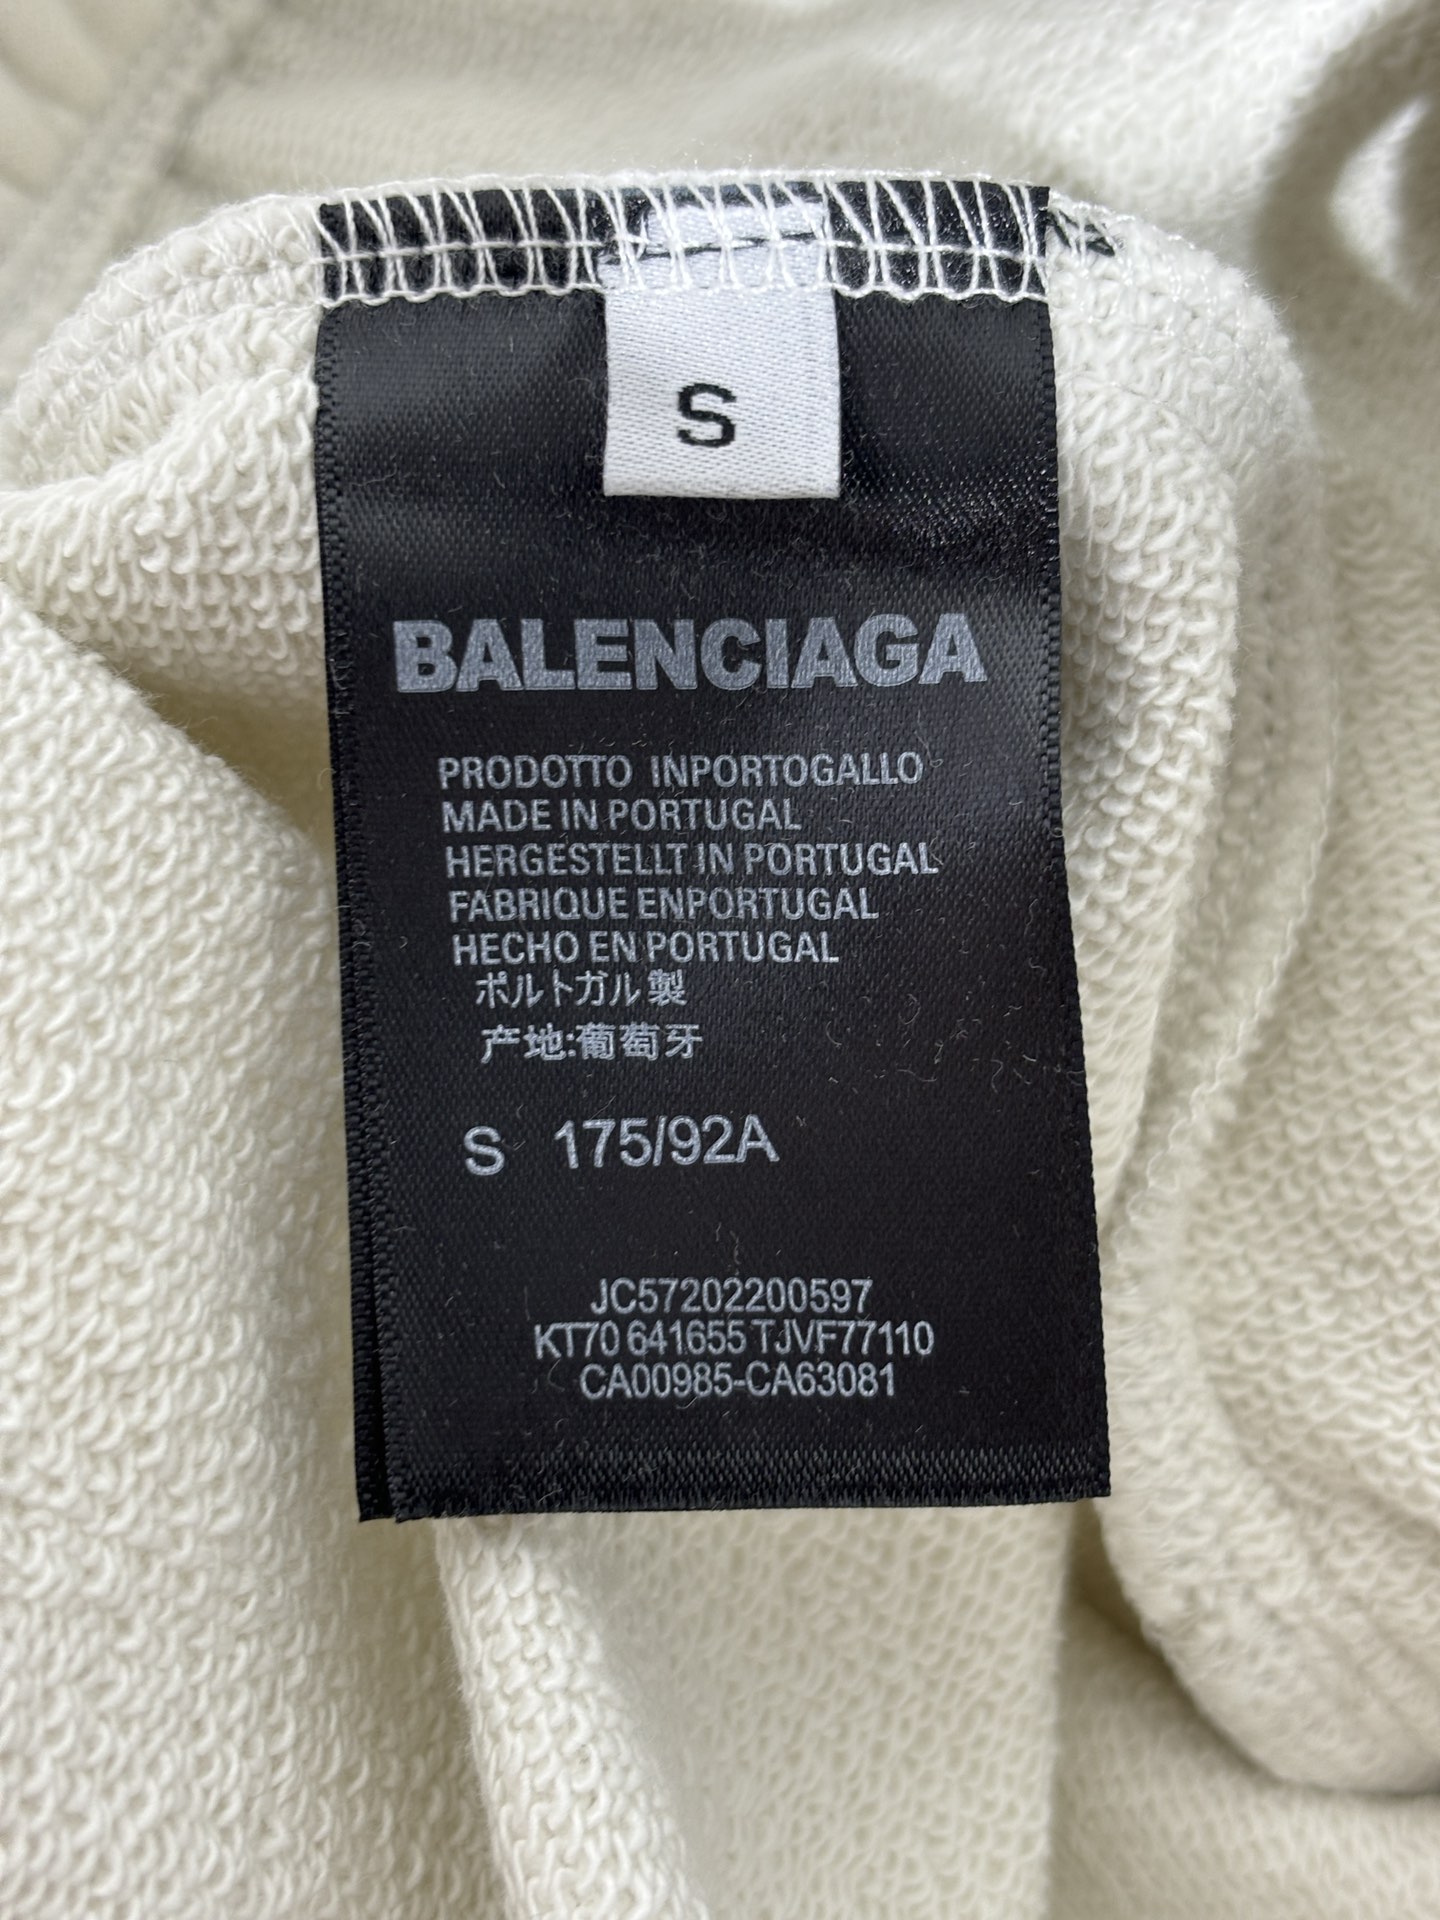 S
BALENCIAGA
PRODOTTO INPORTOGALLO
MADE IN PORTUGAL
HERGESTELLT IN PORTUGAL
FABRIQUE ENPORTUGAL
HECHO EN PORTUGAL
ポルトガル製
产地:葡萄牙
S 175/92A
JC57202200597
KT70 641655 TJVF77110
CA00985-CA63081